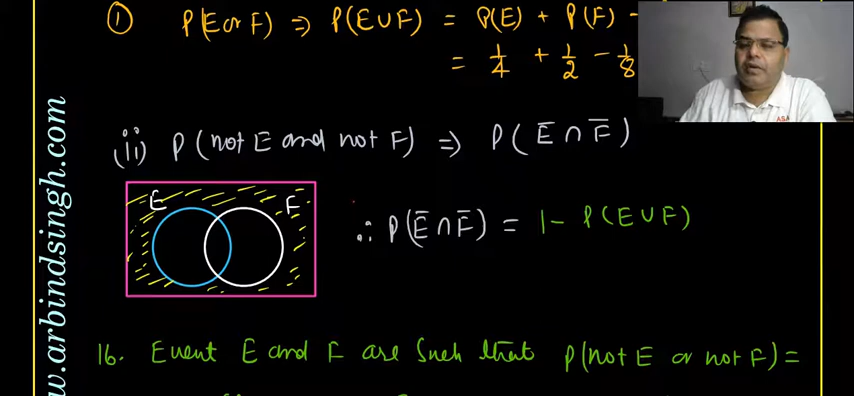 ① P(E or F) ⇒ P(E∪F) = P(E) + P(F) -
= 1/4 + 1/2 - 1/8
(ii) P(not E and not F) ⇒ P(E̅ ∩ F̅)
E F
∴ P(E̅ ∩ F̅) = 1 - P(E∪F)
16. Event E and F are such that P(not E or not F) =
w.arbindsingh.com
ASA